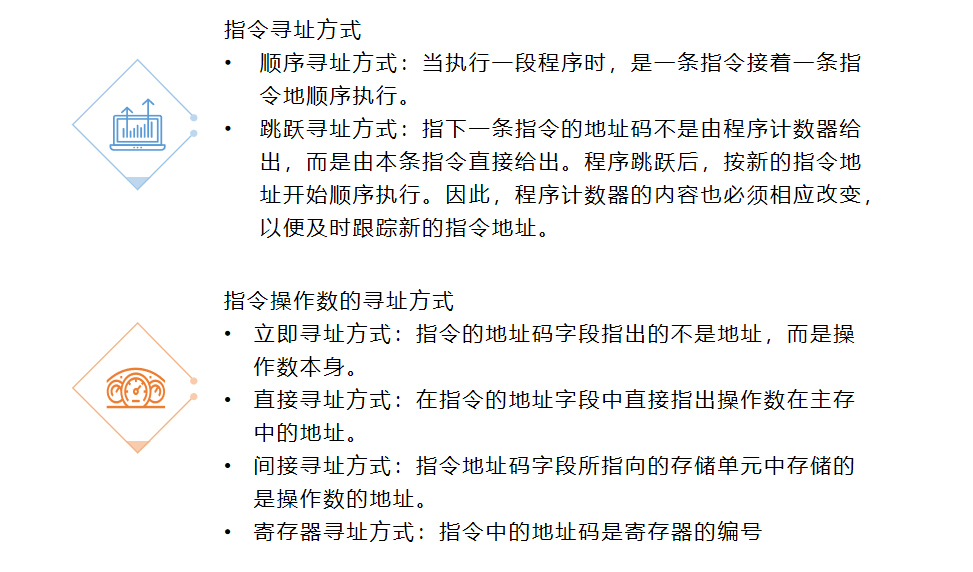 指令寻址方式
• 顺序寻址方式：当执行一段程序时，是一条指令接着一条指
令地顺序执行。
• 跳跃寻址方式：指下一条指令的地址码不是由程序计数器给
出，而是由本条指令直接给出。程序跳跃后，按新的指令地
址开始顺序执行。因此，程序计数器的内容也必须相应改变，
以便及时跟踪新的指令地址。
指令操作数的寻址方式
• 立即寻址方式：指令的地址码字段指出的不是地址，而是操
作数本身。
• 直接寻址方式：在指令的地址字段中直接指出操作数在主存
中的地址。
• 间接寻址方式：指令地址码字段所指向的存储单元中存储的
是操作数的地址。
• 寄存器寻址方式：指令中的地址码是寄存器的编号